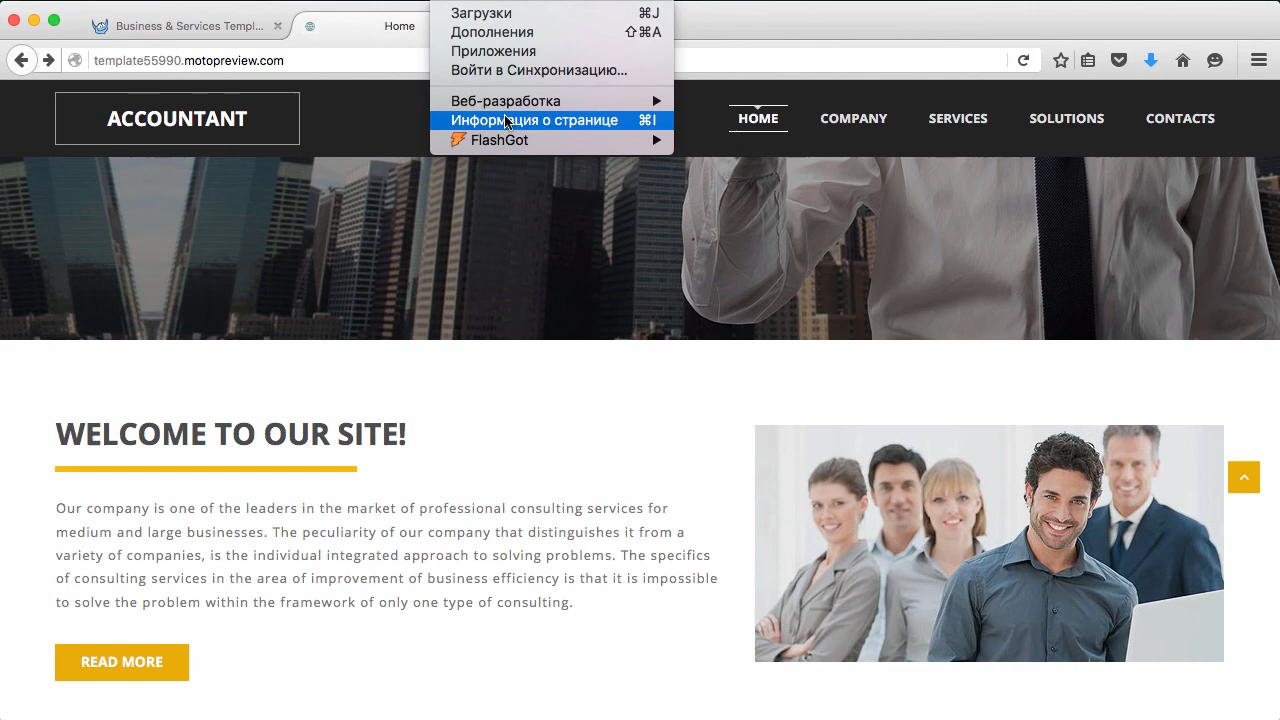 Business & Services Templ...
Home
Загрузки ⌘J
Дополнения ⇧⌘A
Приложения
Войти в Синхронизацию...
Веб-разработка
Информация о странице ⌘I
FlashGot
template55990.motopreview.com
ACCOUNTANT
HOME
COMPANY
SERVICES
SOLUTIONS
CONTACTS
WELCOME TO OUR SITE!
Our company is one of the leaders in the market of professional consulting services for
medium and large businesses. The peculiarity of our company that distinguishes it from a
variety of companies, is the individual integrated approach to solving problems. The specifics
of consulting services in the area of improvement of business efficiency is that it is impossible
to solve the problem within the framework of only one type of consulting.
READ MORE